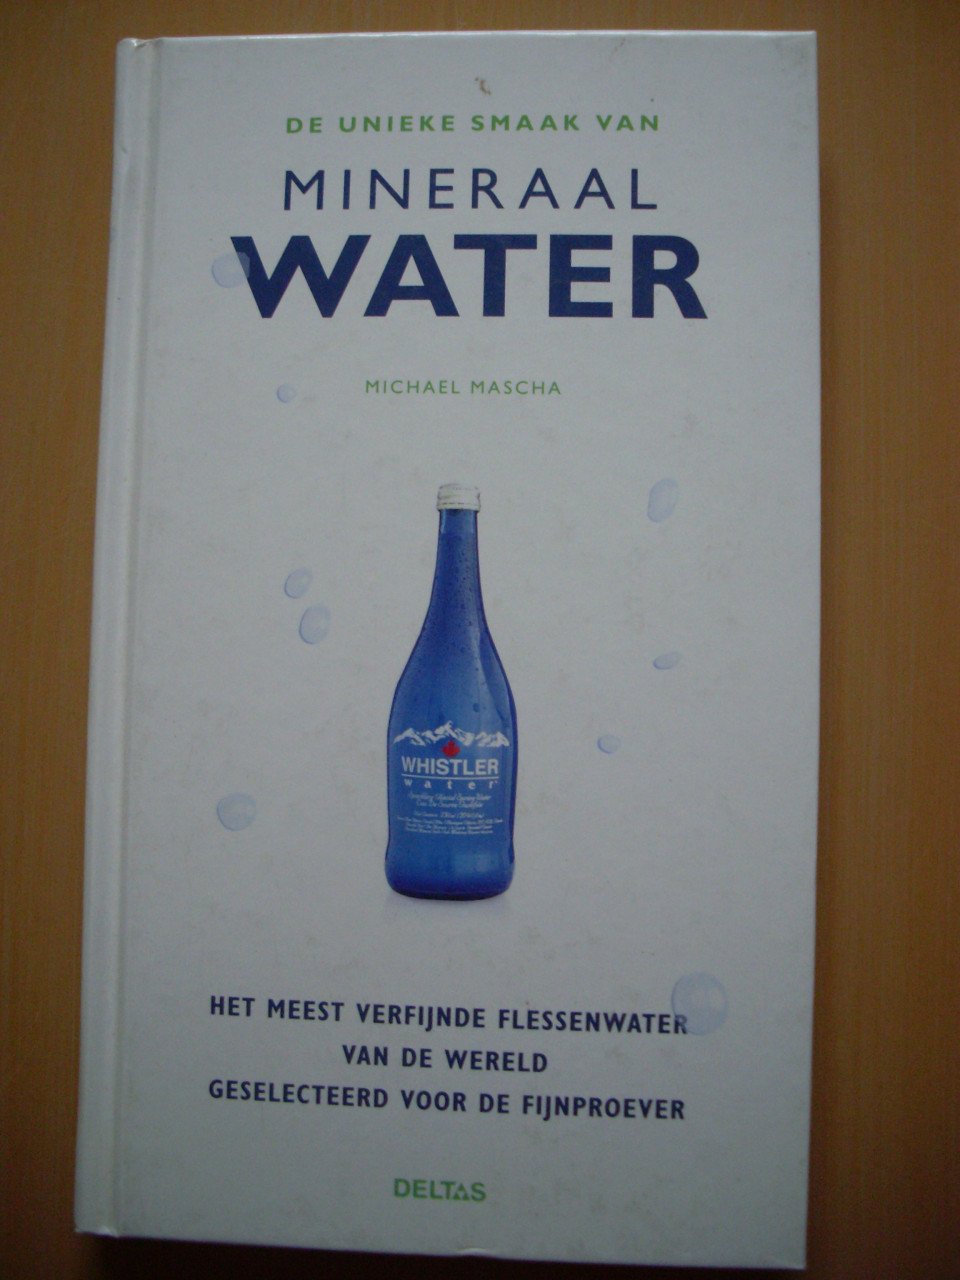 DE UNIEKE SMAAK VAN
MINERAAL
WATER
MICHAEL MASCHA
WHISTLER
water
HET MEEST VERFIJNDE FLESSENWATER
VAN DE WERELD
GESELECTEERD VOOR DE FIJNPROEVER
DELTAS